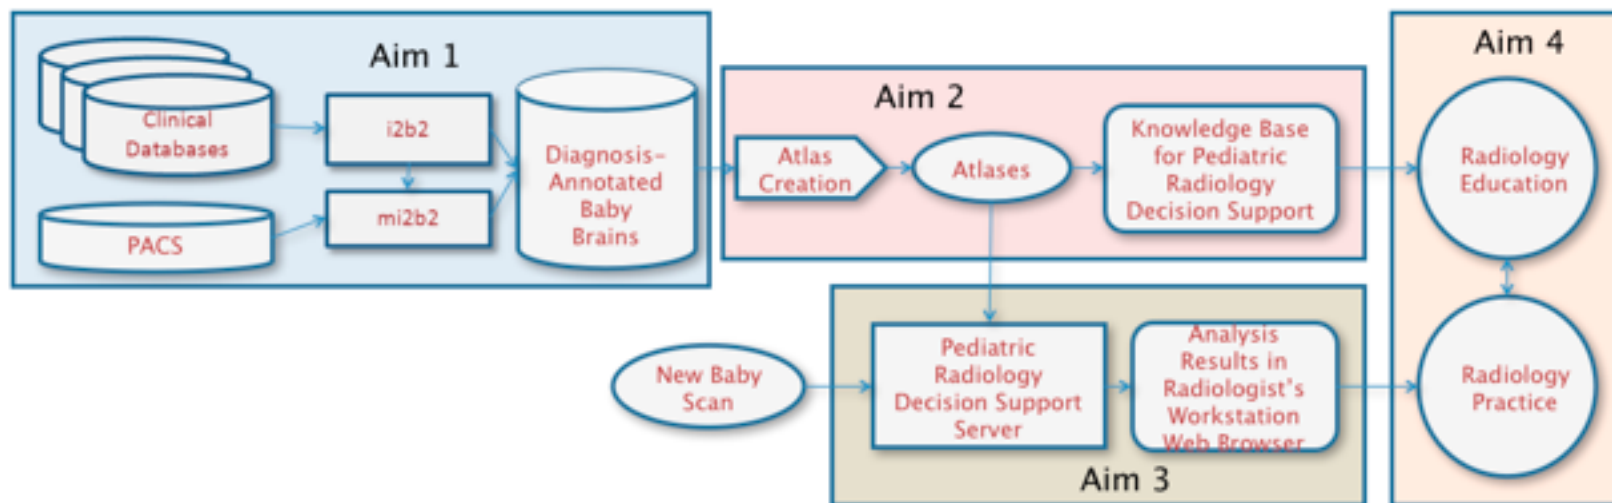 Aim 1
Clinical
Databases
i2b2
mi2b2
PACS
Diagnosis-
Annotated
Baby
Brains
Aim 2
Atlas
Creation
Atlases
Knowledge Base
for Pediatric
Radiology
Decision Support
New Baby
Scan
Pediatric
Radiology
Decision Support
Server
Analysis
Results in
Radiologist's
Workstation
Web Browser
Aim 3
Aim 4
Radiology
Education
Radiology
Practice